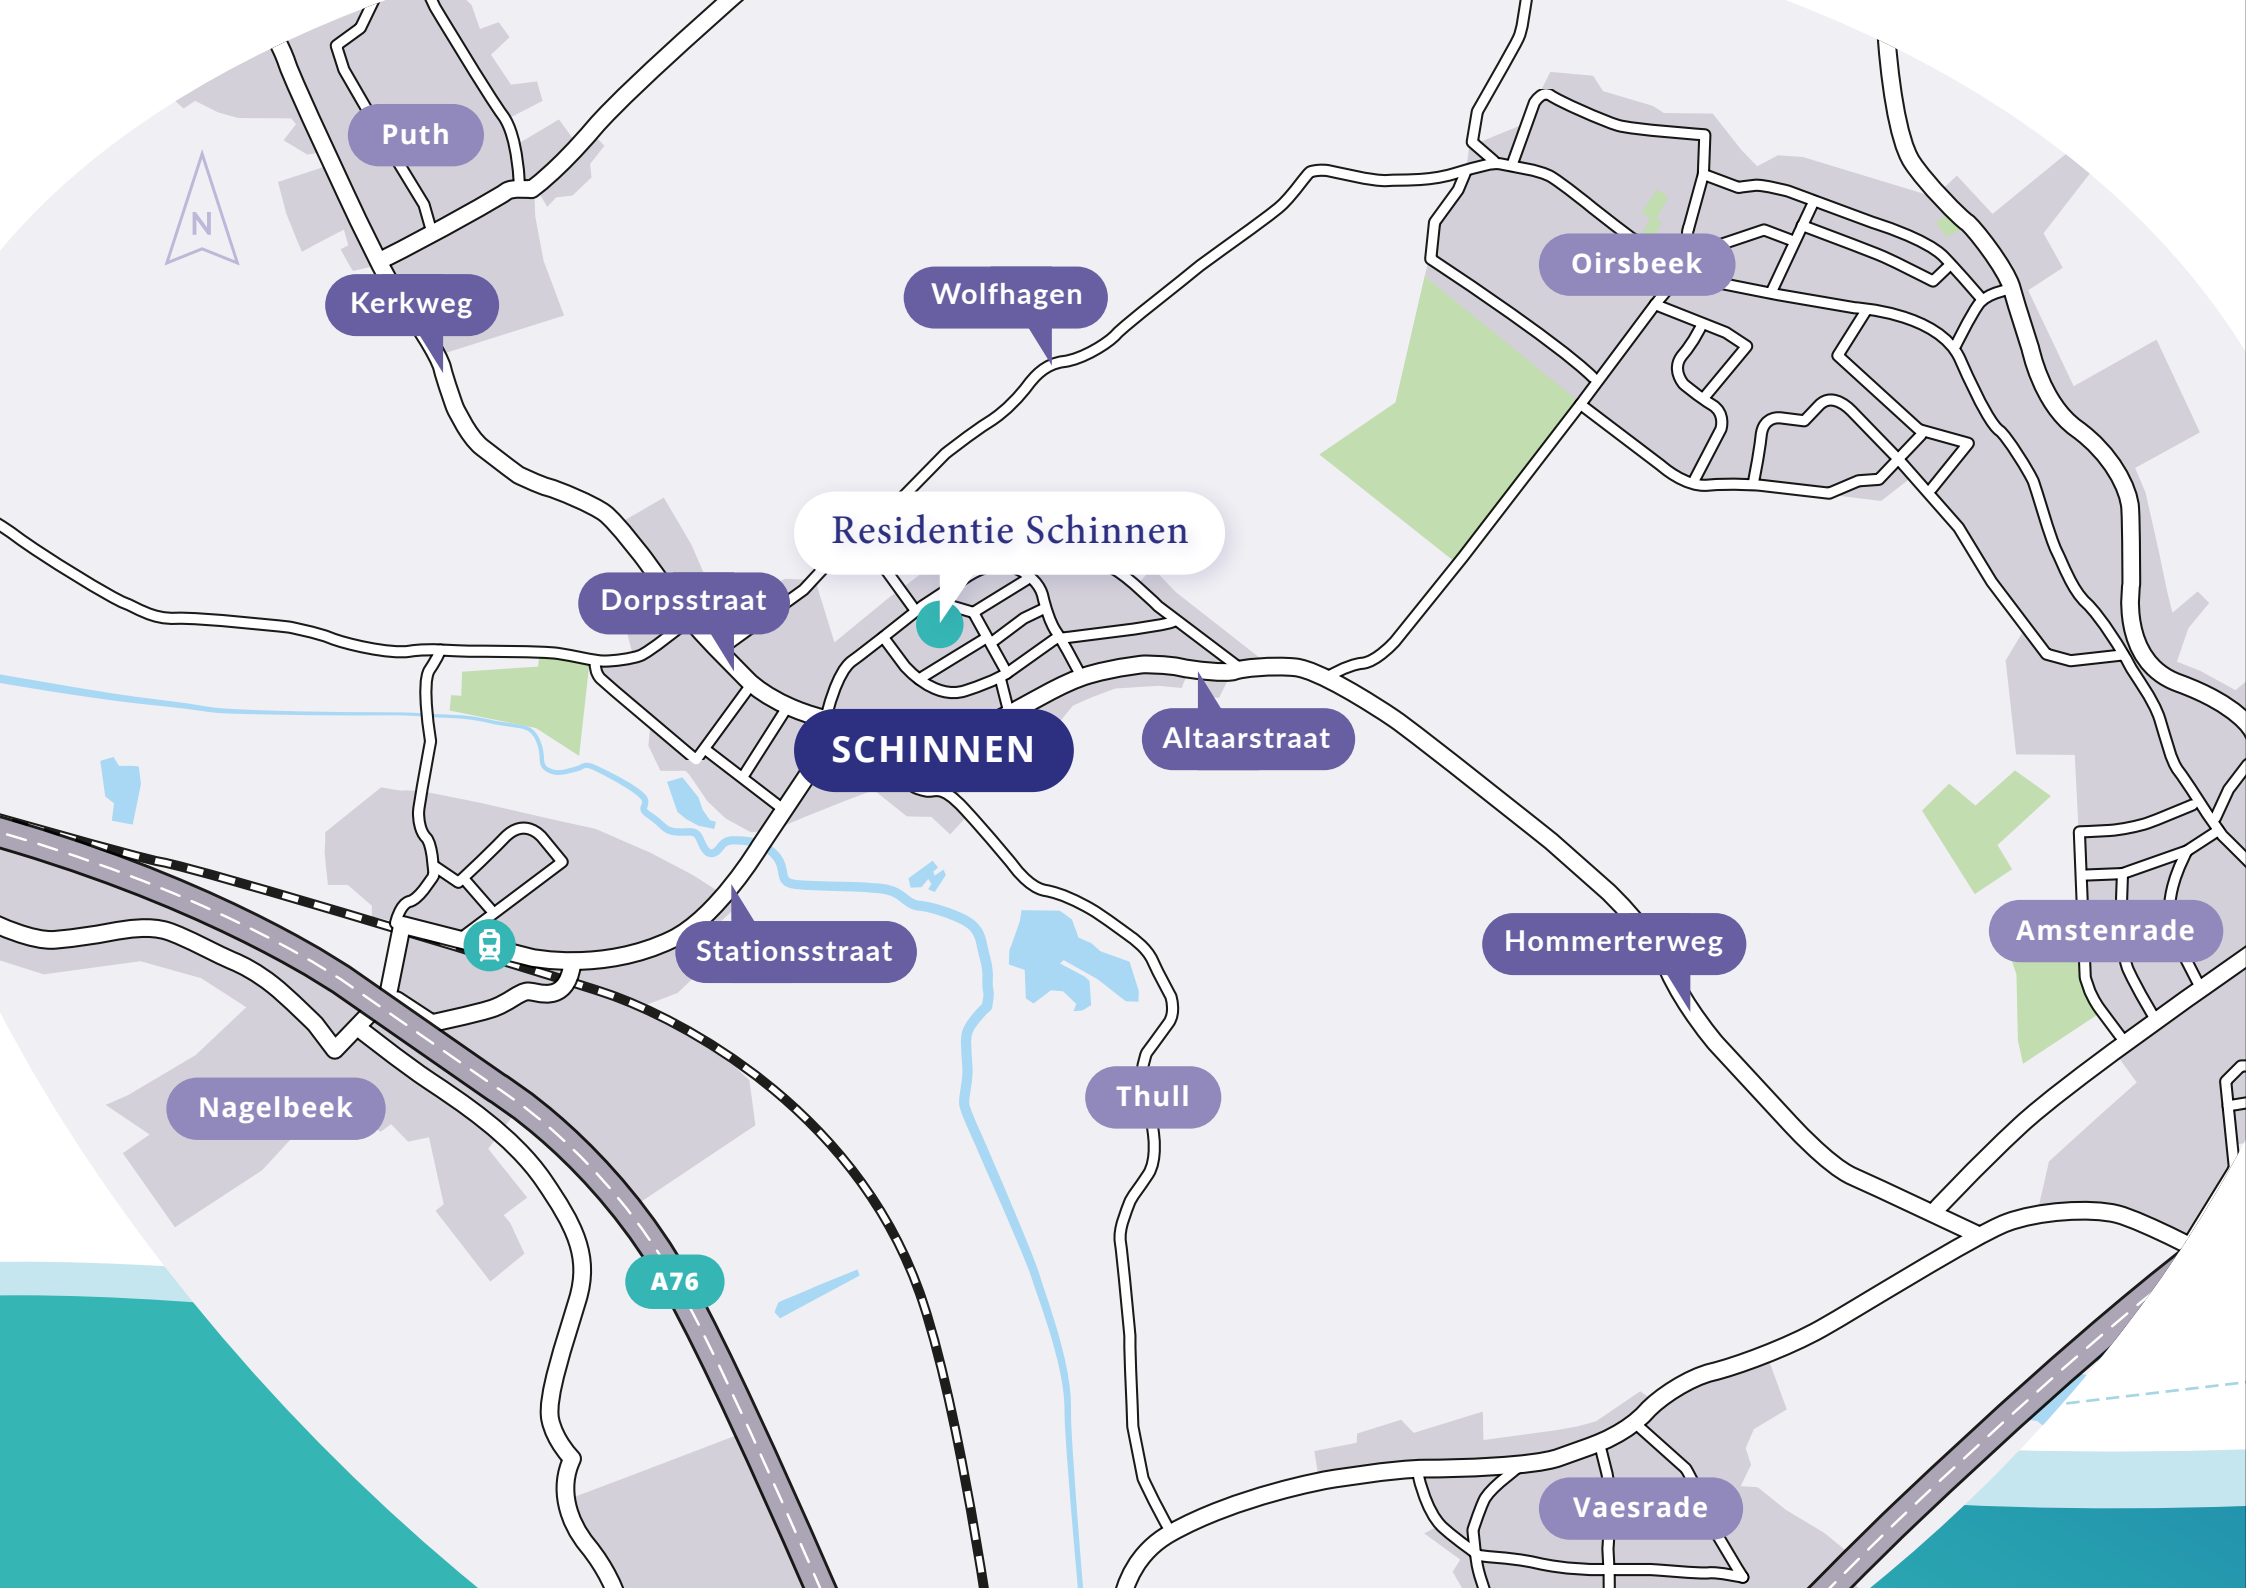 Puth
N
Oirsbeek
Kerkweg
Wolfhagen
Residentie Schinnen
Dorpsstraat
SCHINNEN
Altaarstraat
Stationsstraat
Hommerterweg
Amstenrade
Nagelbeek
Thull
A76
Vaesrade